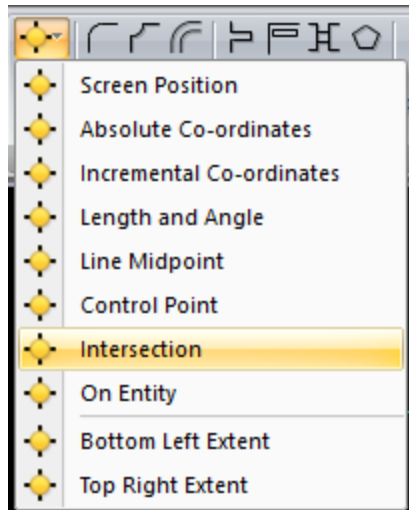 Screen Position
Absolute Co-ordinates
Incremental Co-ordinates
Length and Angle
Line Midpoint
Control Point
Intersection
On Entity
Bottom Left Extent
Top Right Extent